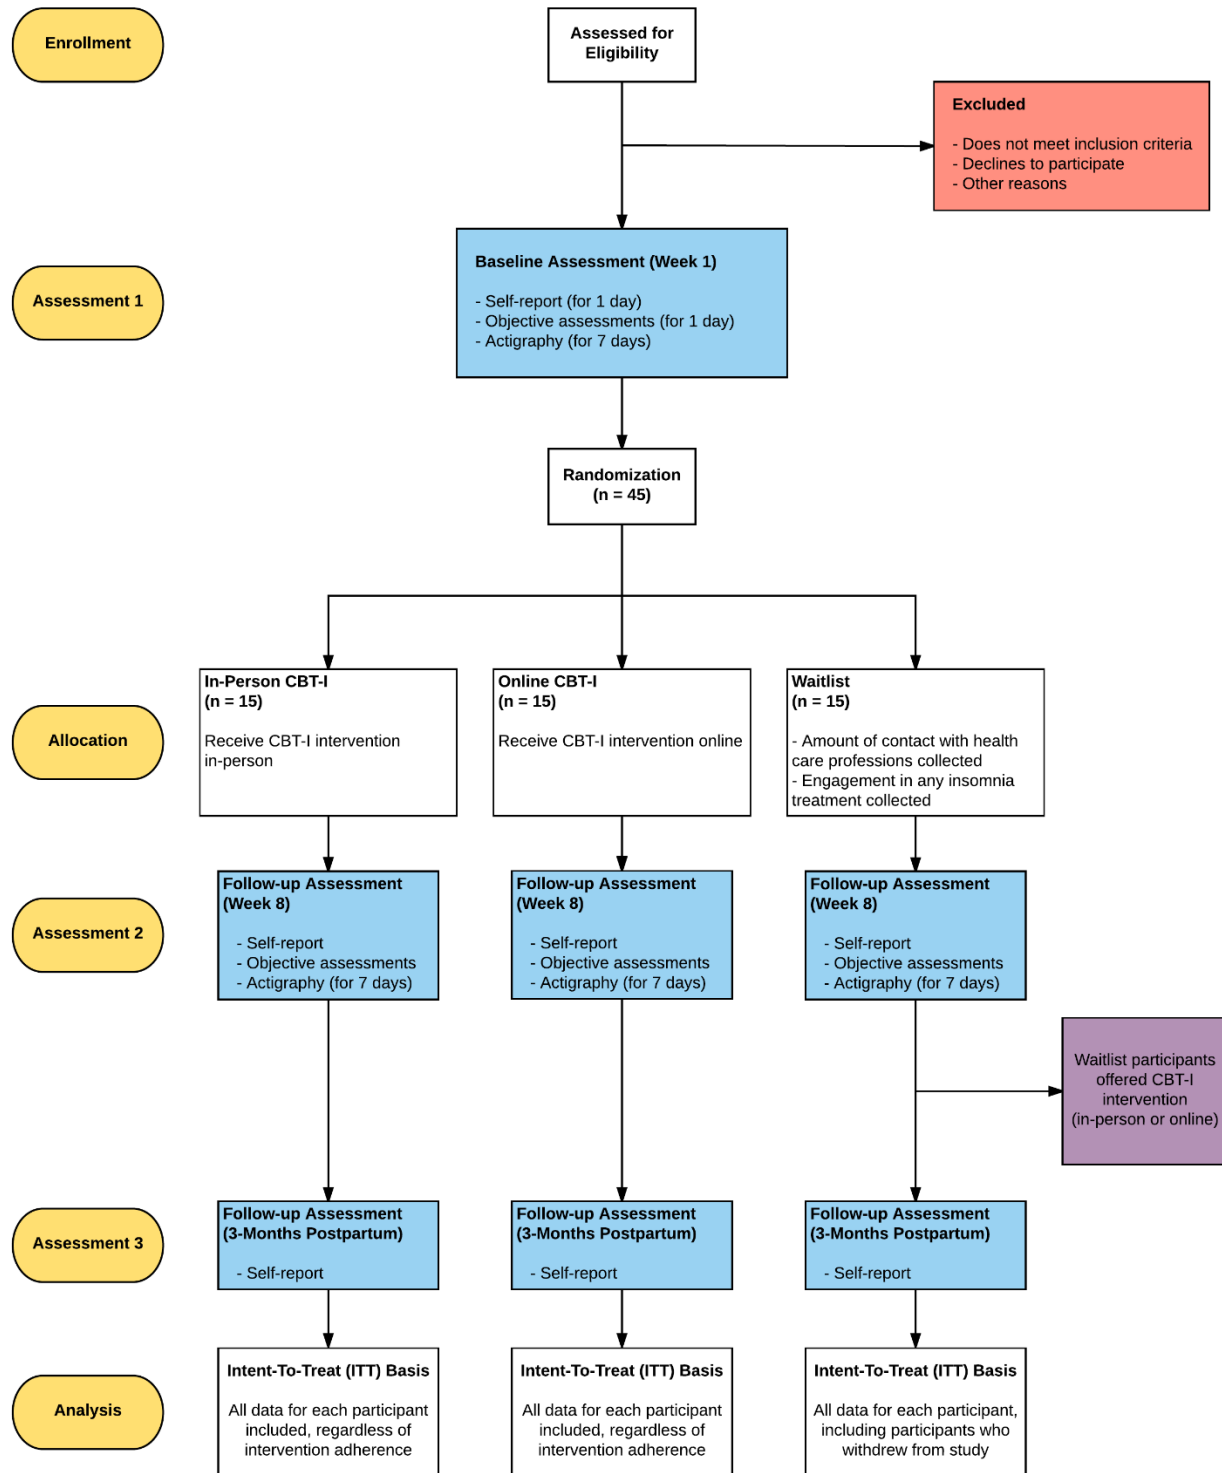 Enrollment
Assessed for
Eligibility
Excluded
- Does not meet inclusion criteria
- Declines to participate
- Other reasons
Assessment 1
Baseline Assessment (Week 1)
- Self-report (for 1 day)
- Objective assessments (for 1 day)
- Actigraphy (for 7 days)
Randomization
(n = 45)
Allocation
In-Person CBT-I
(n = 15)
Receive CBT-I intervention
in-person
Online CBT-I
(n = 15)
Receive CBT-I intervention online
Waitlist
(n = 15)
- Amount of contact with health
care professions collected
- Engagement in any insomnia
treatment collected
Assessment 2
Follow-up Assessment
(Week 8)
- Self-report
- Objective assessments
- Actigraphy (for 7 days)
Follow-up Assessment
(Week 8)
- Self-report
- Objective assessments
- Actigraphy (for 7 days)
Follow-up Assessment
(Week 8)
- Self-report
- Objective assessments
- Actigraphy (for 7 days)
Waitlist participants
offered CBT-I
intervention
(in-person or online)
Assessment 3
Follow-up Assessment
(3-Months Postpartum)
- Self-report
Follow-up Assessment
(3-Months Postpartum)
- Self-report
Follow-up Assessment
(3-Months Postpartum)
- Self-report
Analysis
Intent-To-Treat (ITT) Basis
All data for each participant
included, regardless of
intervention adherence
Intent-To-Treat (ITT) Basis
All data for each participant
included, regardless of
intervention adherence
Intent-To-Treat (ITT) Basis
All data for each participant,
including participants who
withdrew from study